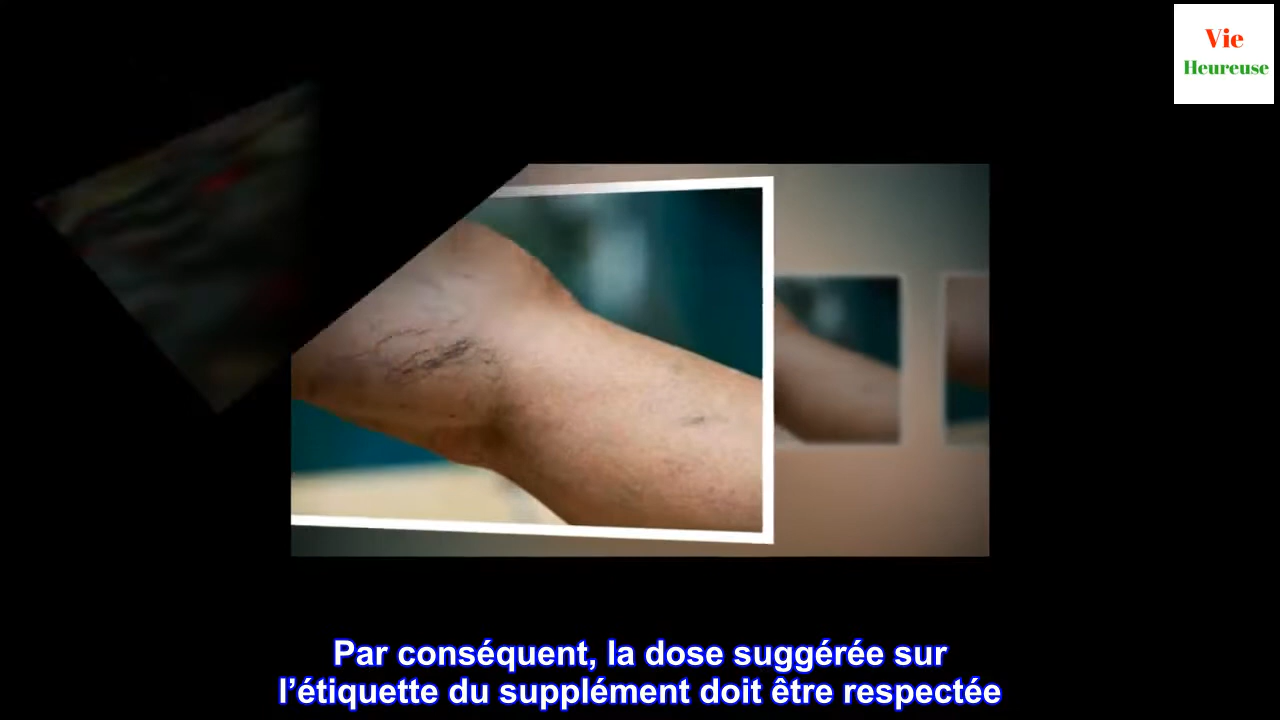 Vie
Heureuse
Par conséquent, la dose suggérée sur
l’étiquette du supplément doit être respectée